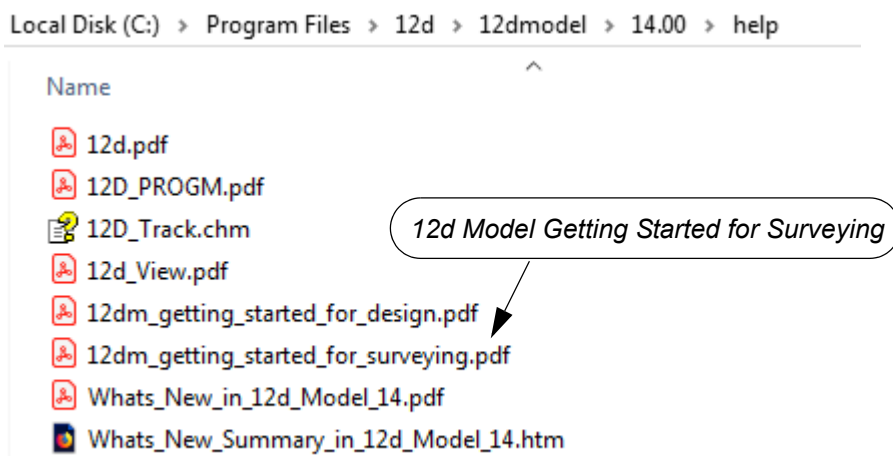 Local Disk (C:) > Program Files > 12d > 12dmodel > 14.00 > help
Name
12d.pdf
12D_PROGM.pdf
12D_Track.chm
12d Model Getting Started for Surveying
12d_View.pdf
12dm_getting_started_for_design.pdf
12dm_getting_started_for_surveying.pdf
Whats_New_in_12d_Model_14.pdf
Whats_New_Summary_in_12d_Model_14.htm